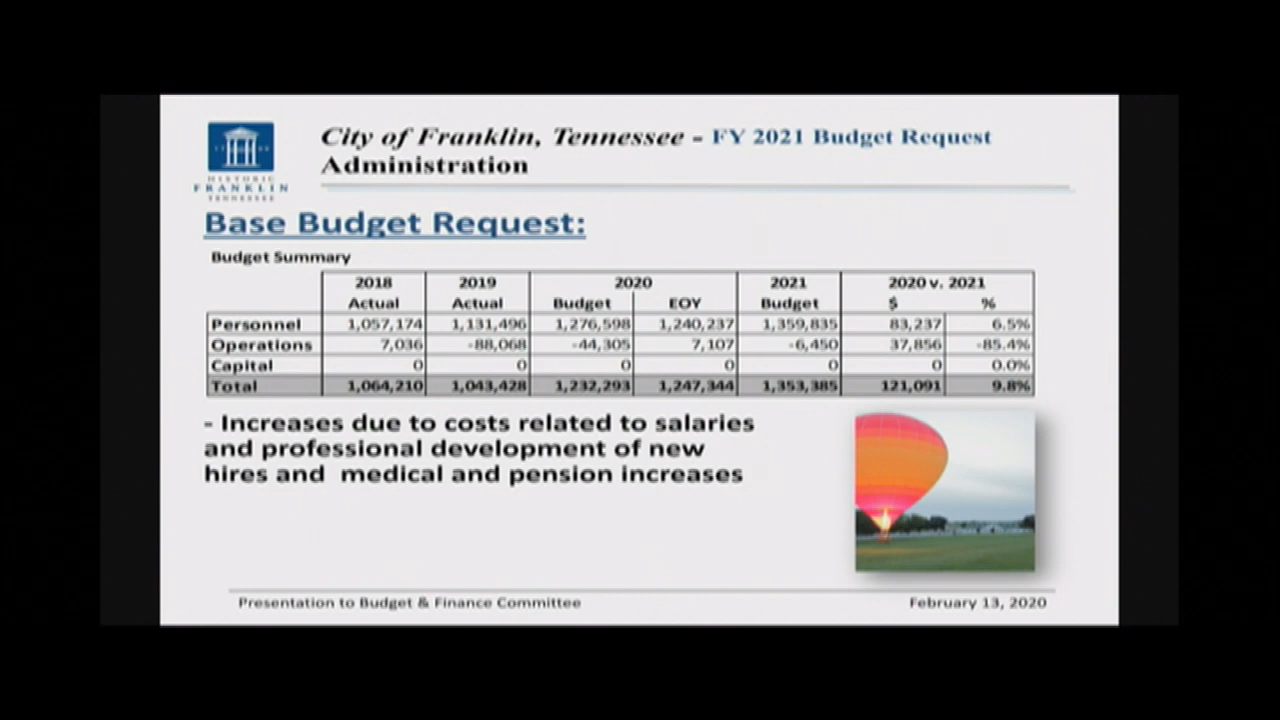 City of Franklin, Tennessee - FY 2021 Budget Request
Administration
HISTORIC
FRANKLIN
TENNESSEE
Base Budget Request:
Budget Summary
2018 2019 2020 2021 2020 v. 2021
Actual Actual Budget EOY Budget $ %
Personnel 1,057,174 1,131,496 1,276,598 1,240,237 1,359,835 83,237 6.5%
Operations 7,036 -88,068 -44,305 7,107 -6,450 37,856 -85.4%
Capital 0 0 0 0 0 0 0.0%
Total 1,064,210 1,043,428 1,232,293 1,247,344 1,353,385 121,091 9.8%
- Increases due to costs related to salaries
and professional development of new
hires and medical and pension increases
Presentation to Budget & Finance Committee February 13, 2020